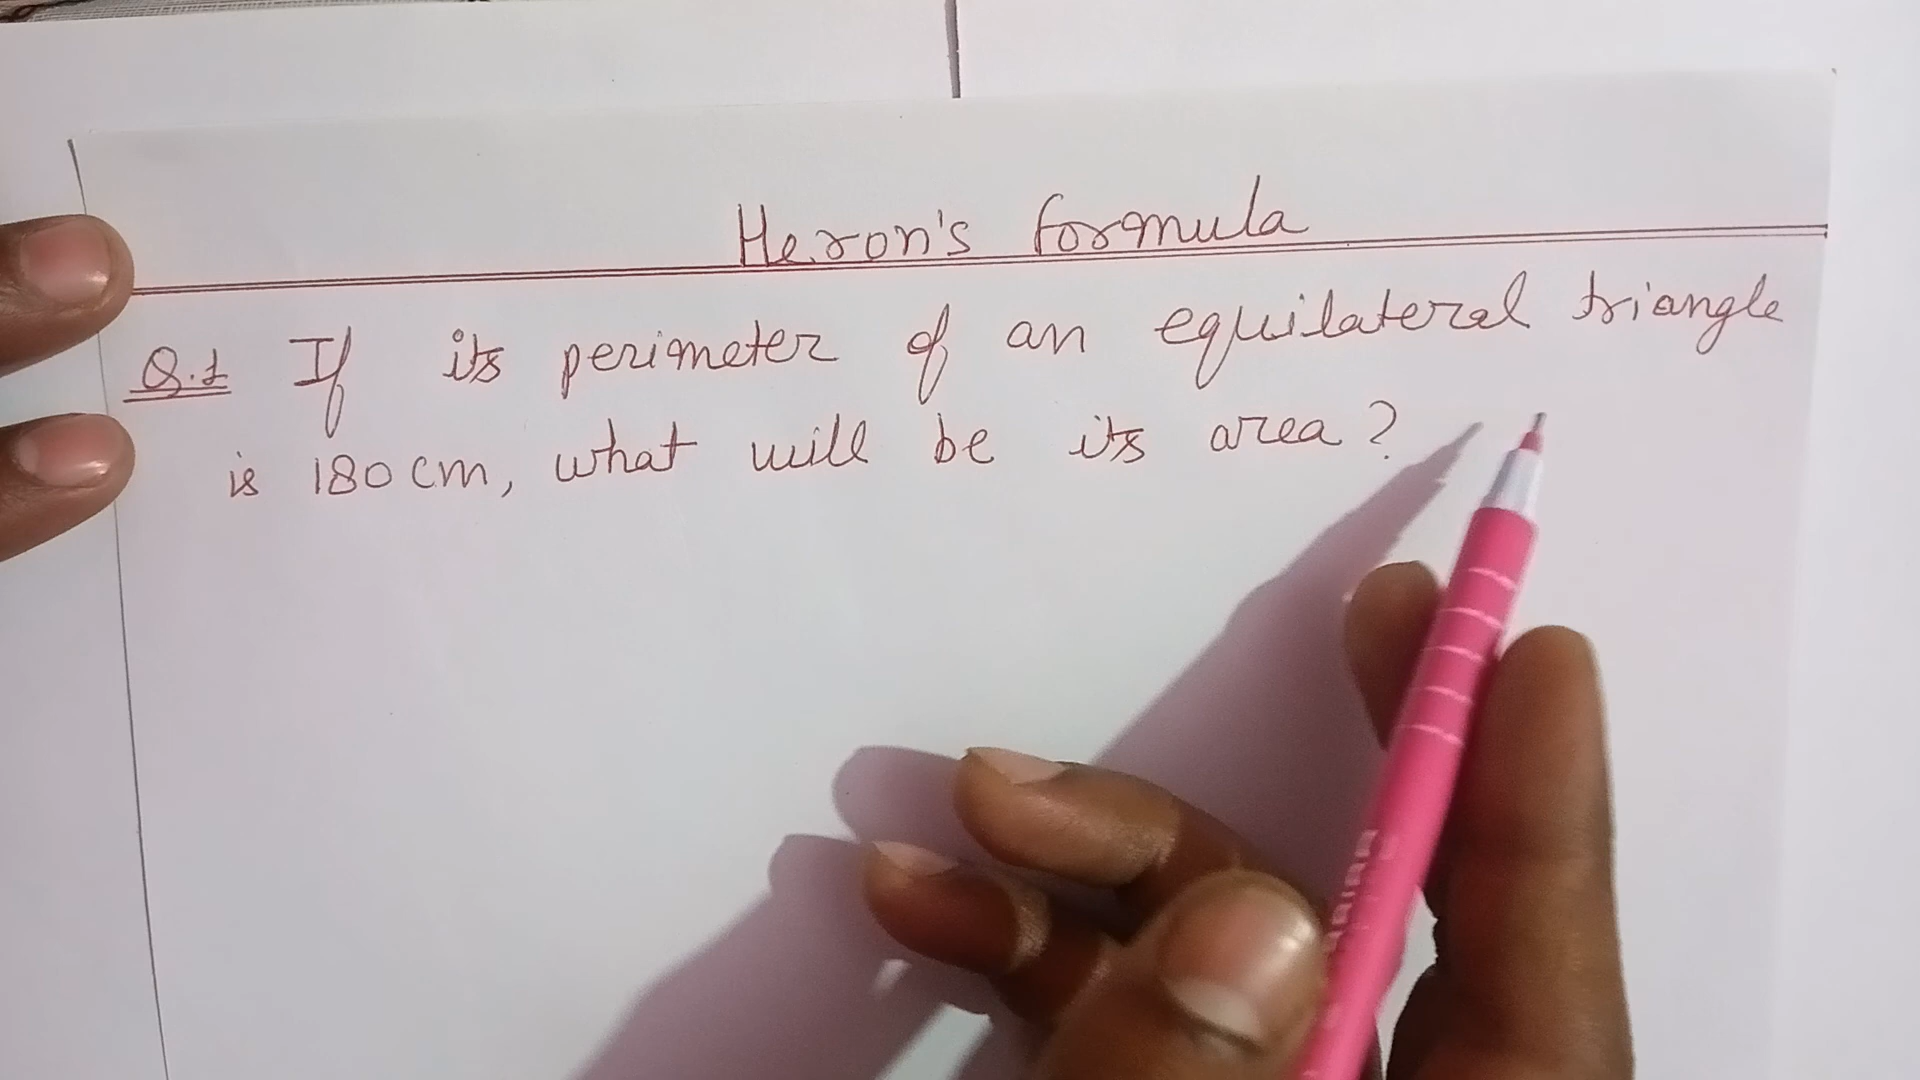 Heron's formula
Q.1 If its perimeter of an equilateral triangle
is 180 cm, what will be its area?